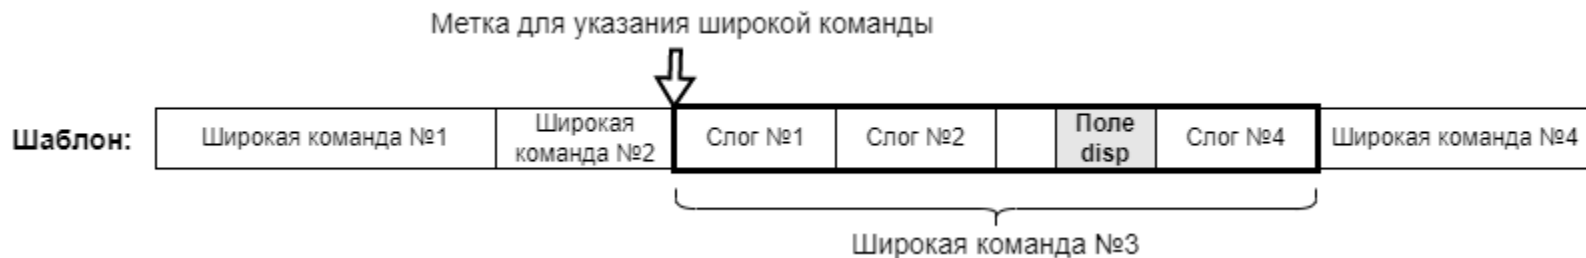 Метка для указания широкой команды
Шаблон:
Широкая команда №1
Широкая
команда №2
Слог №1
Слог №2
Поле
disp
Слог №4
Широкая команда №4
Широкая команда №3